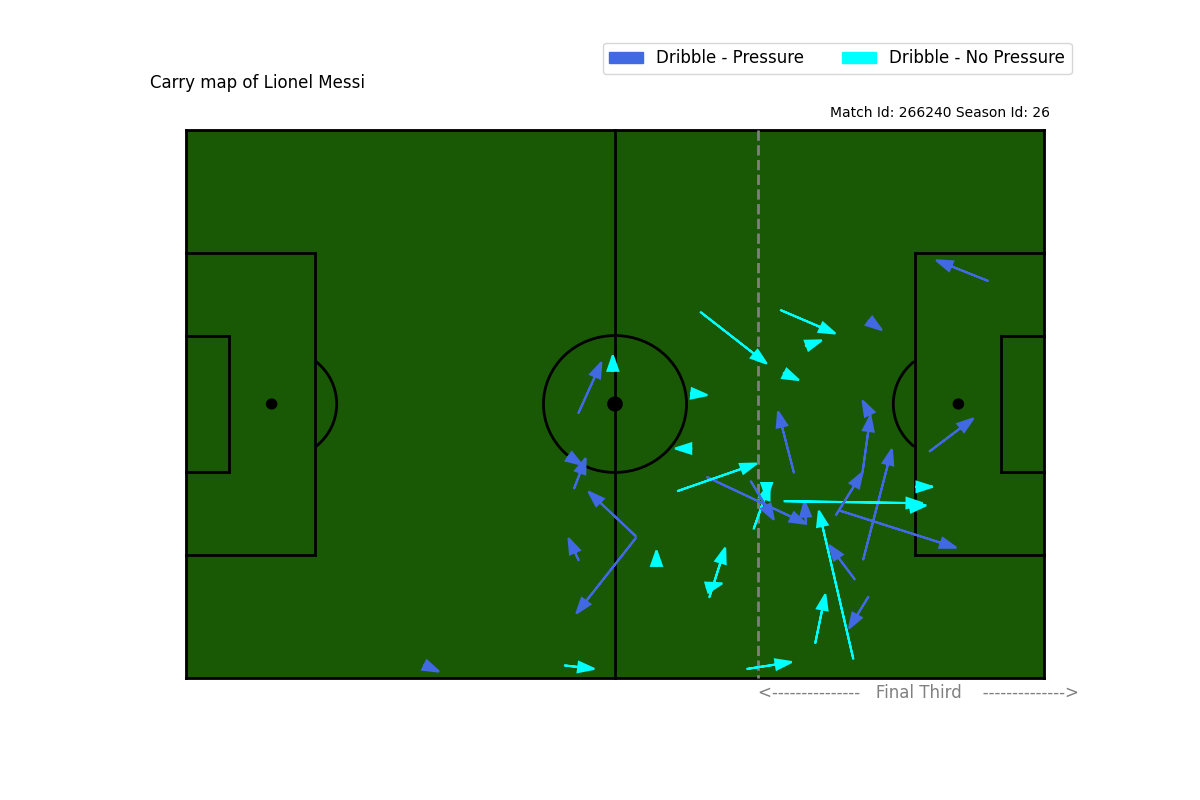 Dribble - Pressure Dribble - No Pressure
Carry map of Lionel Messi
Match Id: 266240 Season Id: 26
<--------------- Final Third -------------->